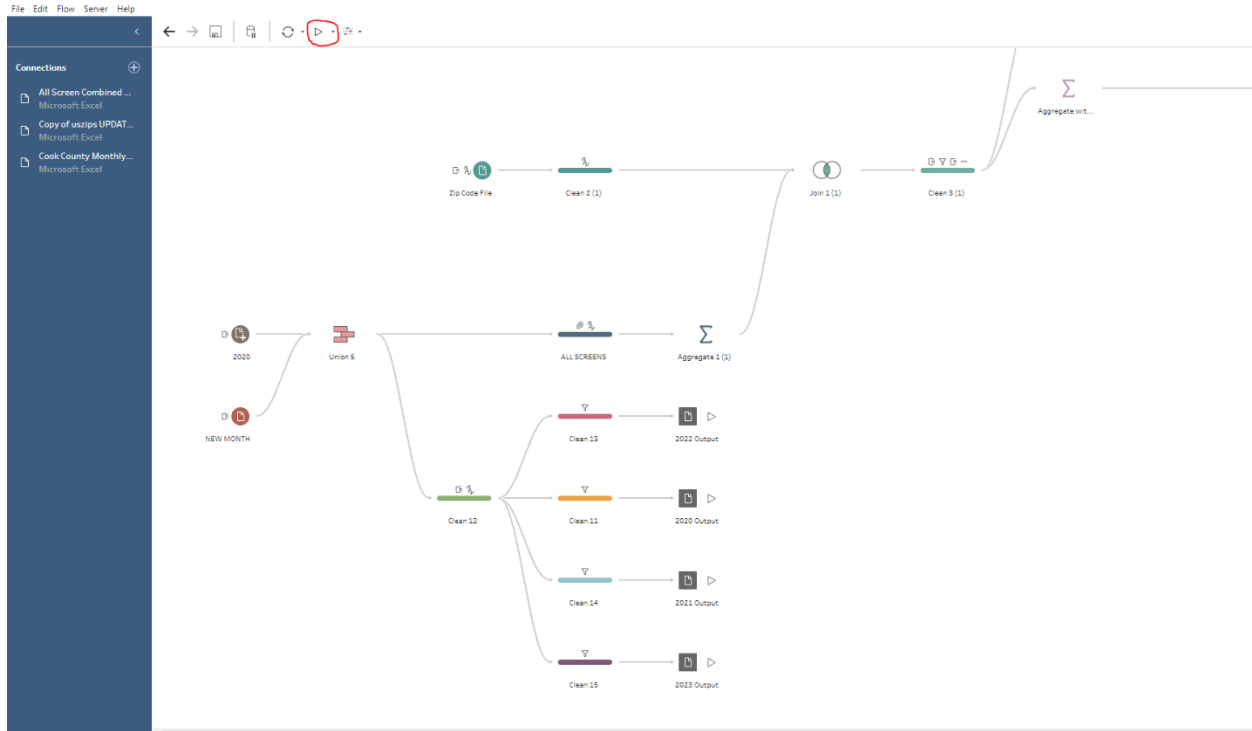 File Edit Flow Server Help
Connections
All Screen Combined ...
Microsoft Excel
Copy of uszips UPDAT...
Microsoft Excel
Cook County Monthly...
Microsoft Excel
Aggregate wit...
Zip Code File
Clean 2 (1)
Join 1 (1)
Clean 3 (1)
2020
Union 5
ALL SCREENS
Aggregate 1 (1)
NEW MONTH
Clean 13
2022 Output
Clean 12
Clean 11
2020 Output
Clean 14
2021 Output
Clean 15
2023 Output